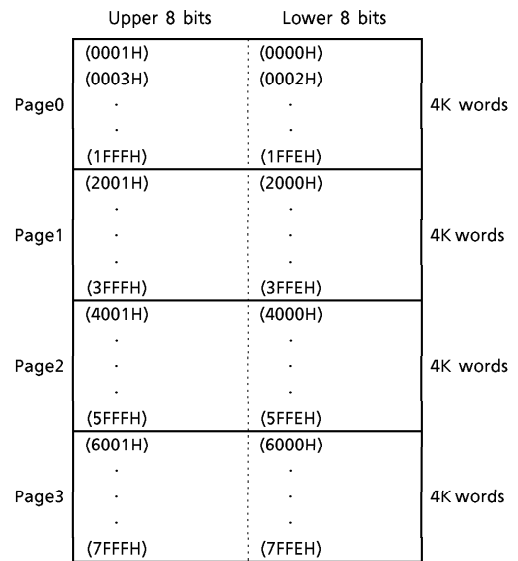 Upper 8 bits Lower 8 bits
(0001H) (0000H)
(0003H) (0002H)
Page0 . . 4K words
. .
(1FFFH) (1FFEH)
(2001H) (2000H)
. .
Page1 . . 4K words
. .
(3FFFH) (3FFEH)
(4001H) (4000H)
. .
Page2 . . 4K words
. .
(5FFFH) (5FFEH)
(6001H) (6000H)
. .
Page3 . . 4K words
. .
(7FFFH) (7FFEH)